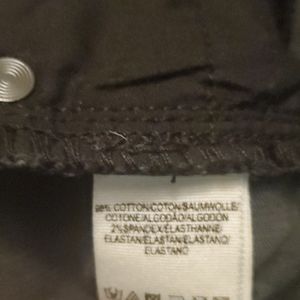 98% COTTON/COTON/BAUMWOLLE/
COTONE/ALGODÃO/ALGODON
2% SPANDEX/ÉLASTHANNE/
ELASTAN/ELASTAN/ELASTANO/
ELASTANO